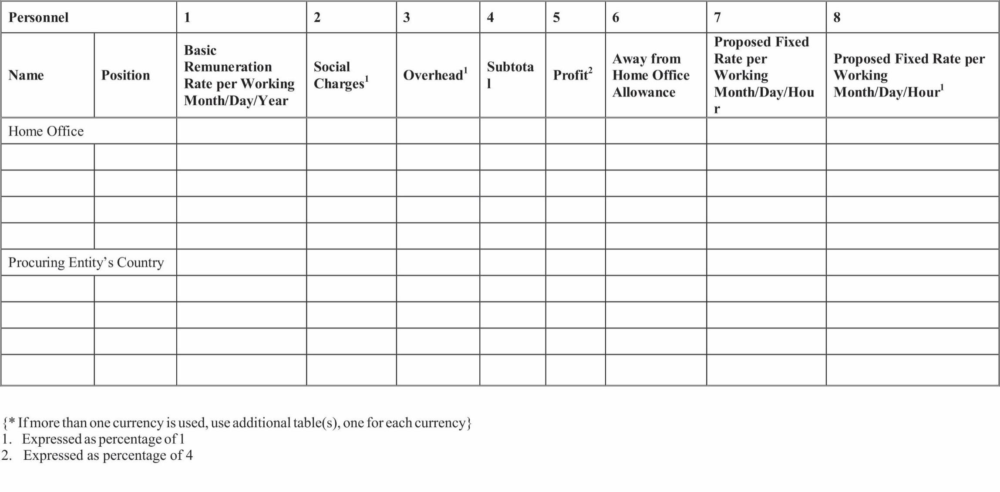 Personnel 1 2 3 4 5 6 7 8
Name
Position
Basic
Remuneration
Rate per Working
Month/Day/Year
Social
Charges¹
Overhead¹
Subtota
l
Profit²
Away from
Home Office
Allowance
Proposed Fixed
Rate per
Working
Month/Day/Hou
r
Proposed Fixed Rate per
Working
Month/Day/Hour¹
Home Office
Procuring Entity’s Country
{* If more than one currency is used, use additional table(s), one for each currency}
1. Expressed as percentage of 1
2. Expressed as percentage of 4